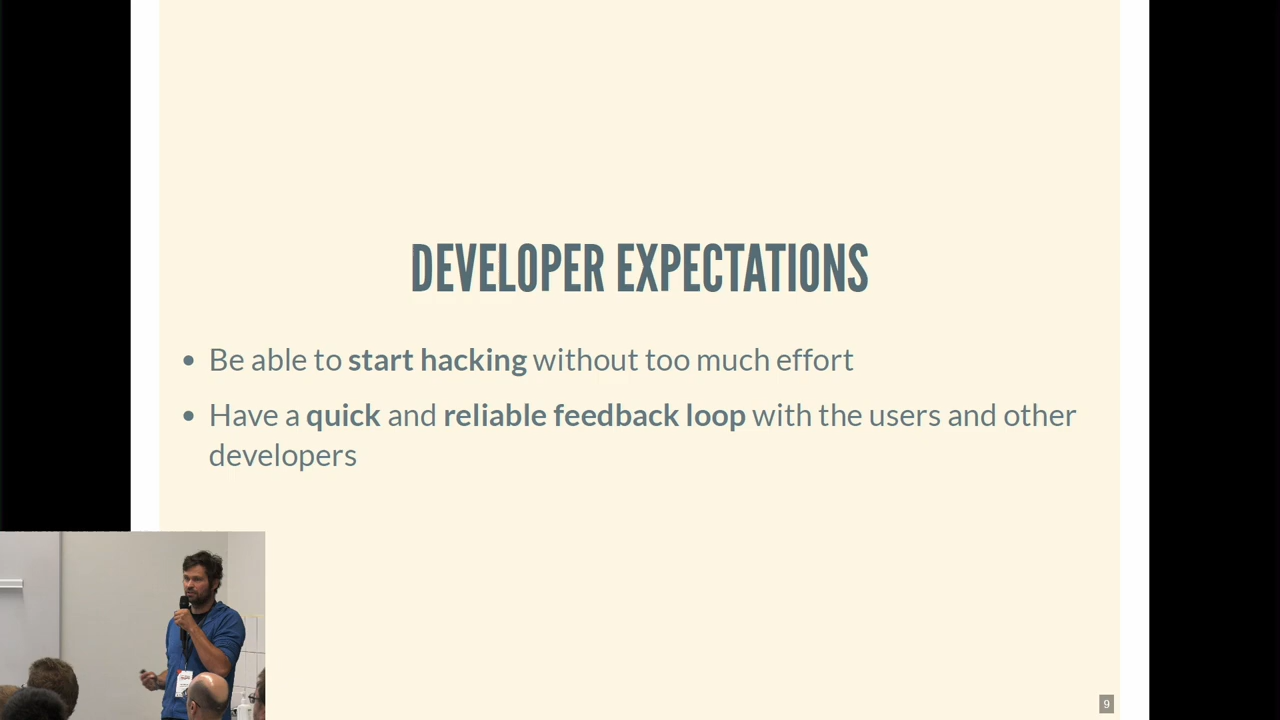 DEVELOPER EXPECTATIONS
Be able to start hacking without too much effort
Have a quick and reliable feedback loop with the users and other
developers
9